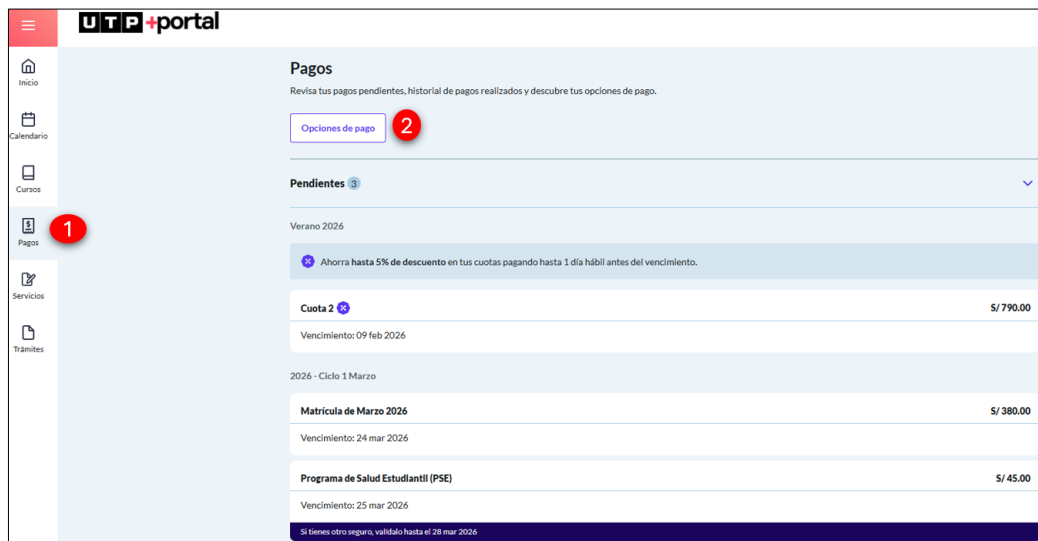 UTP +portal
Inicio
Calendario
Cursos
Pagos
1
Servicios
Trámites
Pagos
Revisa tus pagos pendientes, historial de pagos realizados y descubre tus opciones de pago.
Opciones de pago
2
Pendientes 3
Verano 2026
% Ahorra hasta 5% de descuento en tus cuotas pagando hasta 1 día hábil antes del vencimiento.
Cuota 2 % S/ 790.00
Vencimiento: 09 feb 2026
2026 - Ciclo 1 Marzo
Matrícula de Marzo 2026 S/ 380.00
Vencimiento: 24 mar 2026
Programa de Salud Estudiantil (PSE) S/ 45.00
Vencimiento: 25 mar 2026
Si tienes otro seguro, valídalo hasta el 28 mar 2026